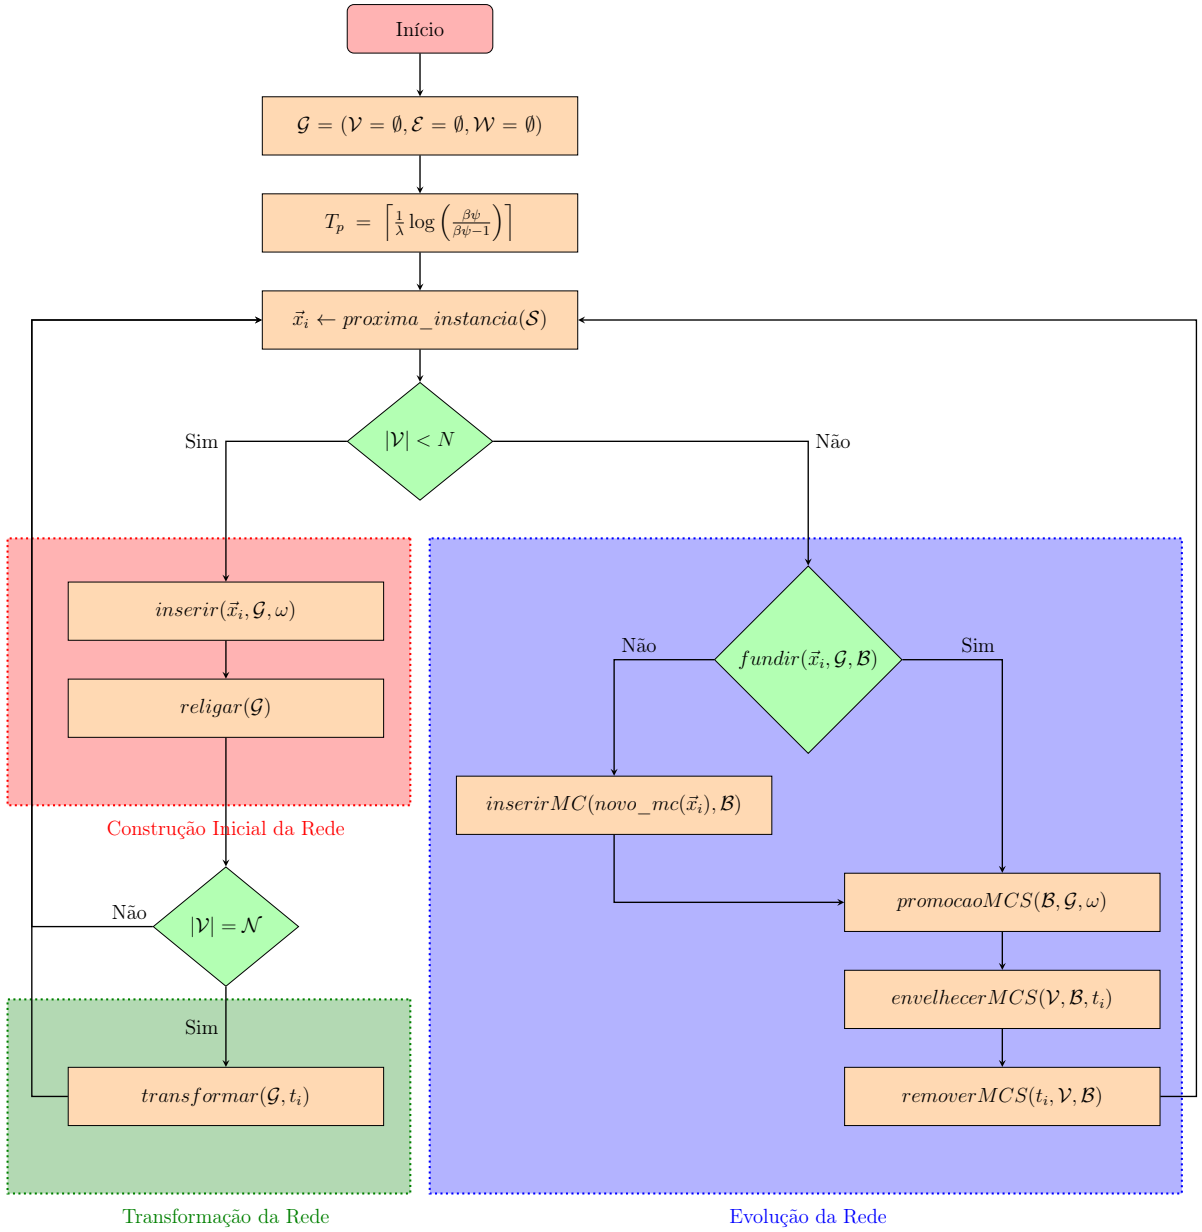 Início
𝒢 = (𝒱 = ∅, ℰ = ∅, 𝒲 = ∅)
T_p = ⌈1/λ log (βψ/(βψ−1))⌉
x⃗_i ← proxima_instancia(𝒮)
|𝒱| < N
Sim
Não
inserir(x⃗_i, 𝒢, ω)
religar(𝒢)
Construção Inicial da Rede
fundir(x⃗_i, 𝒢, ℬ)
Não
Sim
inserirMC(novo_mc(x⃗_i), ℬ)
promocaoMCS(ℬ, 𝒢, ω)
envelhecerMCS(𝒱, ℬ, t_i)
removerMCS(t_i, 𝒱, ℬ)
Evolução da Rede
|𝒱| = 𝒩
Não
Sim
transformar(𝒢, t_i)
Transformação da Rede